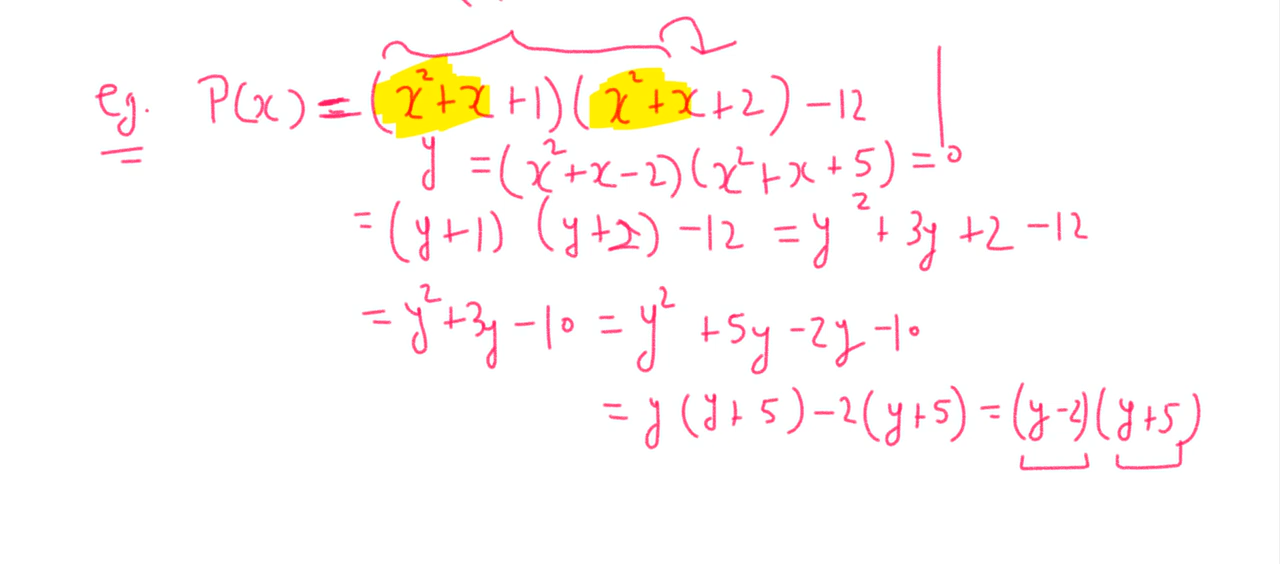 eg. P(x) = (x²+x+1)(x²+x+2) -12
y = (x²+x-2)(x²+x+5) = 0
= (y+1) (y+2) -12 = y² + 3y +2 -12
= y²+3y -10 = y² +5y -2y -10
= y (y+5) -2(y+5) = (y-2)(y+5)